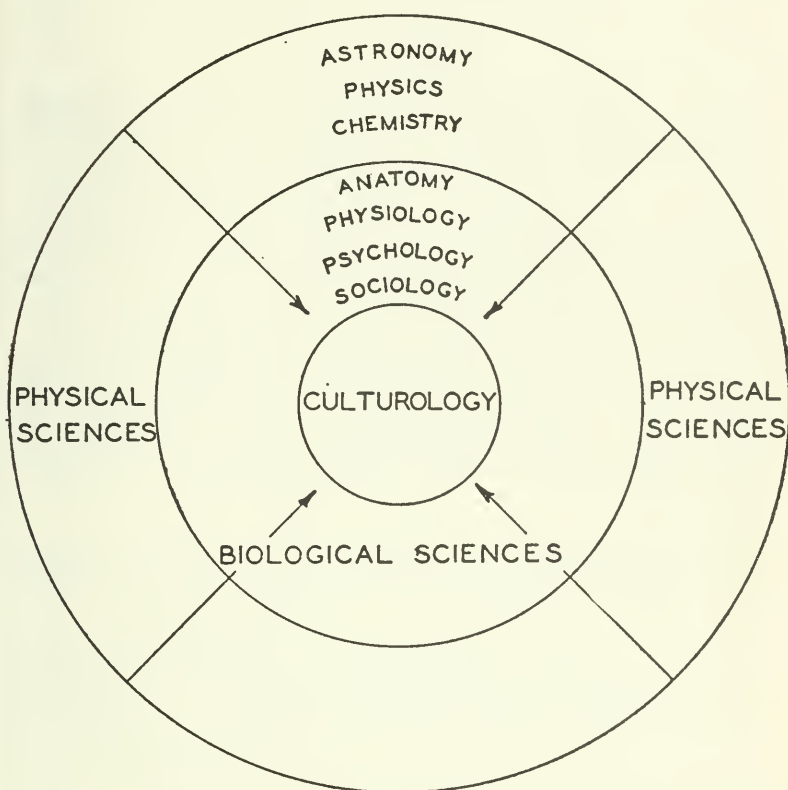 ASTRONOMY
PHYSICS
CHEMISTRY
ANATOMY
PHYSIOLOGY
PSYCHOLOGY
SOCIOLOGY
PHYSICAL
SCIENCES
CULTUROLOGY
PHYSICAL
SCIENCES
BIOLOGICAL SCIENCES